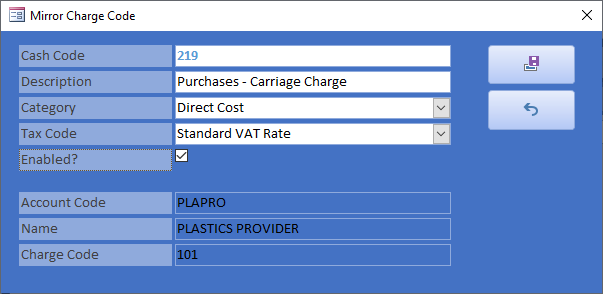 Mirror Charge Code
Cash Code 219
Description Purchases - Carriage Charge
Category Direct Cost
Tax Code Standard VAT Rate
Enabled?
Account Code PLAPRO
Name PLASTICS PROVIDER
Charge Code 101